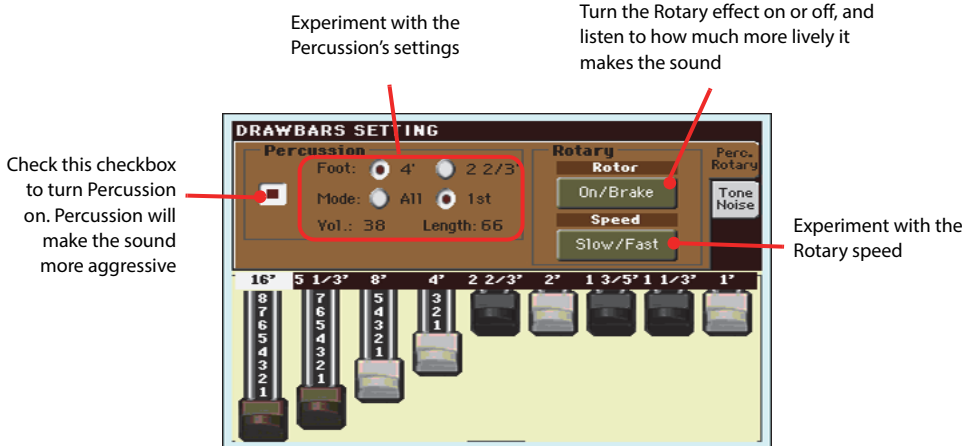 Experiment with the
Percussion's settings
Turn the Rotary effect on or off, and
listen to how much more lively it
makes the sound
Check this checkbox
to turn Percussion
on. Percussion will
make the sound
more aggressive
Experiment with the
Rotary speed
DRAWBARS SETTING
Percussion
Foot: 4' 2 2/3'
Mode: All 1st
Vol.: 38 Length: 66
Rotary
Rotor
On/Brake
Speed
Slow/Fast
Perc.
Rotary
Tone
Noise
16' 5 1/3' 8' 4' 2 2/3' 2' 1 3/5' 1 1/3' 1'
8
7
6
5
4
3
2
1
7
6
5
4
3
2
1
5
4
3
2
1
3
2
1